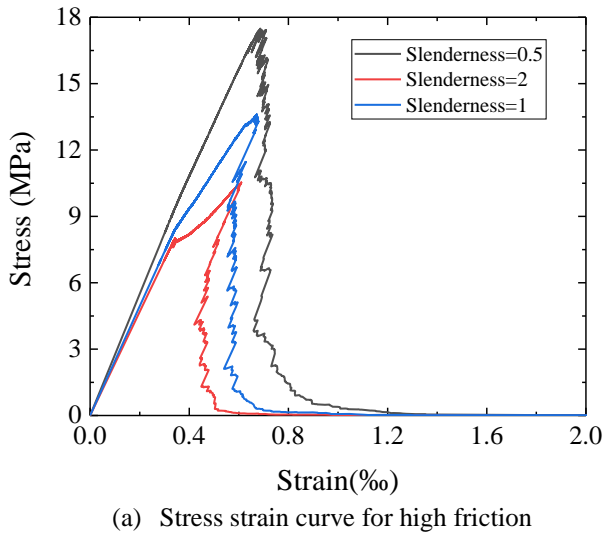 18
15
12
9
6
3
0
Stress (MPa)
Slenderness=0.5
Slenderness=2
Slenderness=1
0.0 0.4 0.8 1.2 1.6 2.0
Strain(‰)
(a) Stress strain curve for high friction